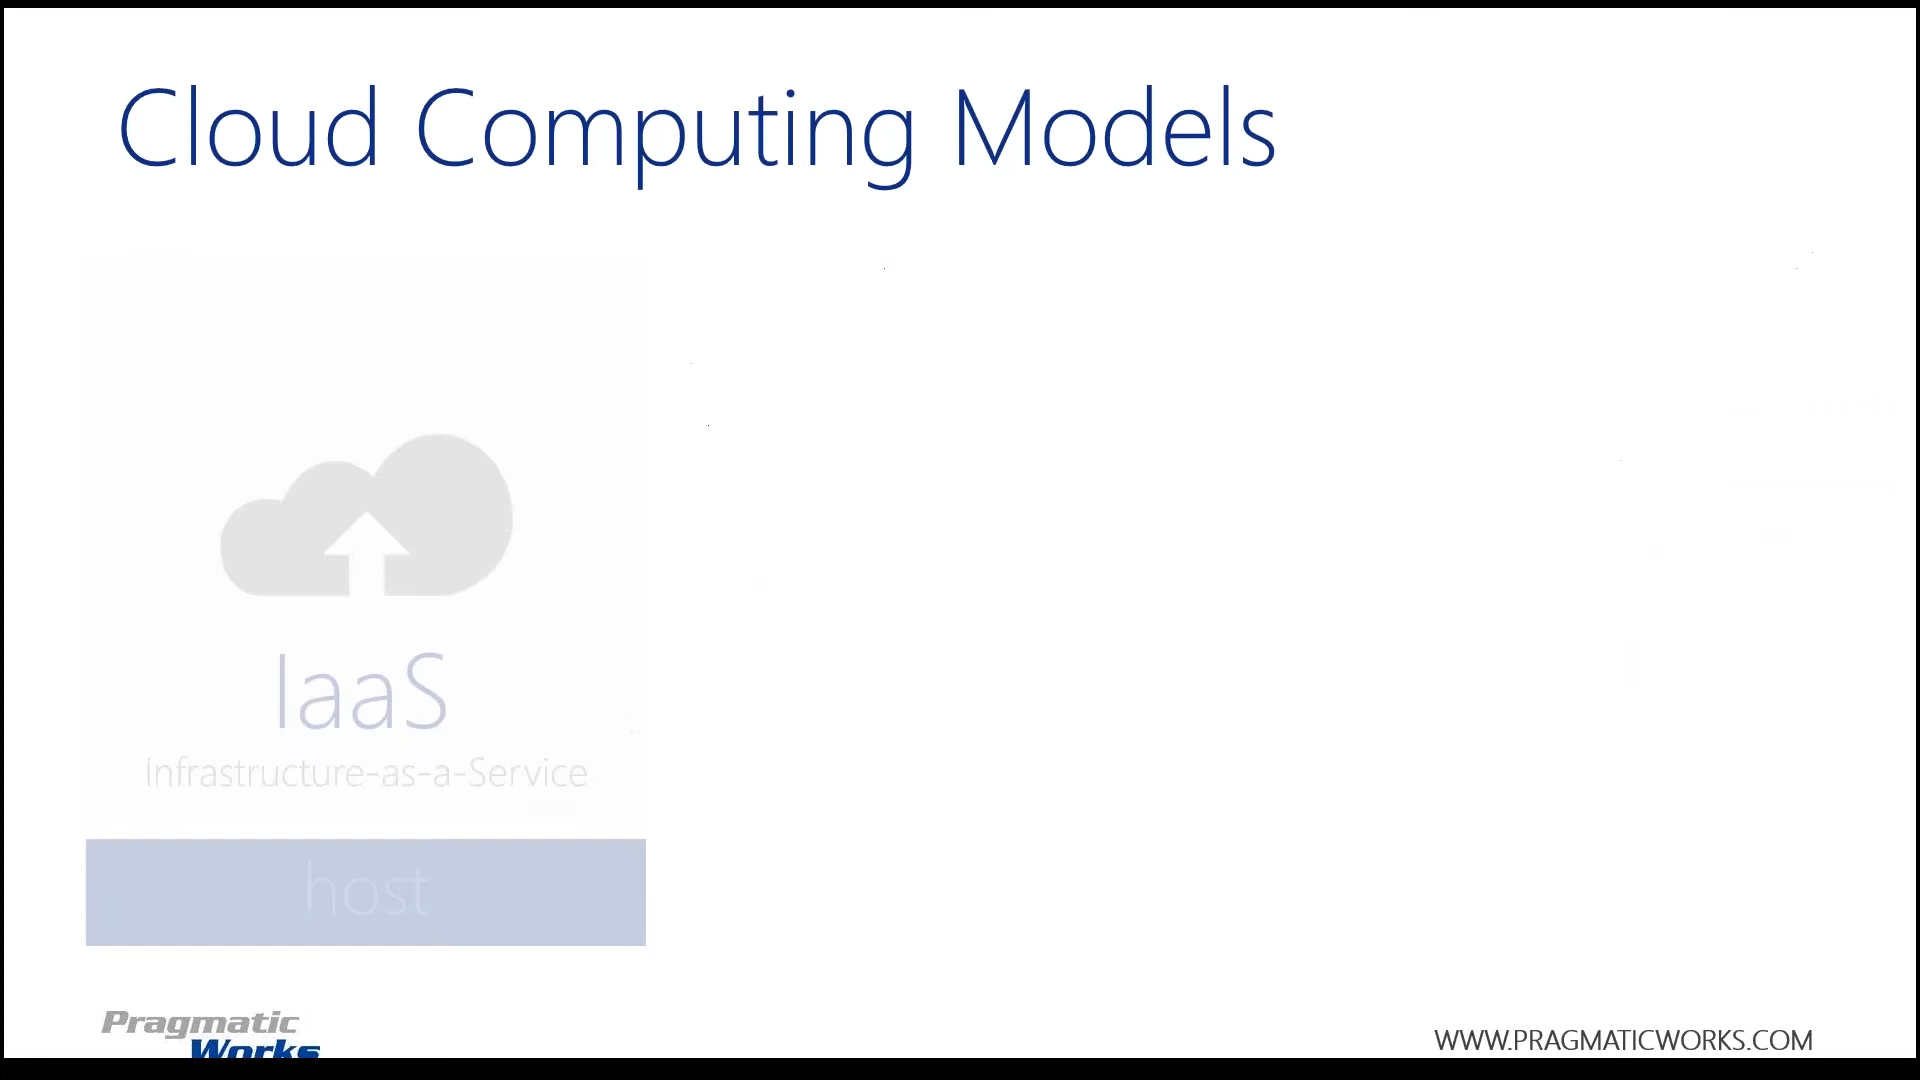 Cloud Computing Models
IaaS
Infrastructure-as-a-Service
host
Pragmatic
Works
WWW.PRAGMATICWORKS.COM